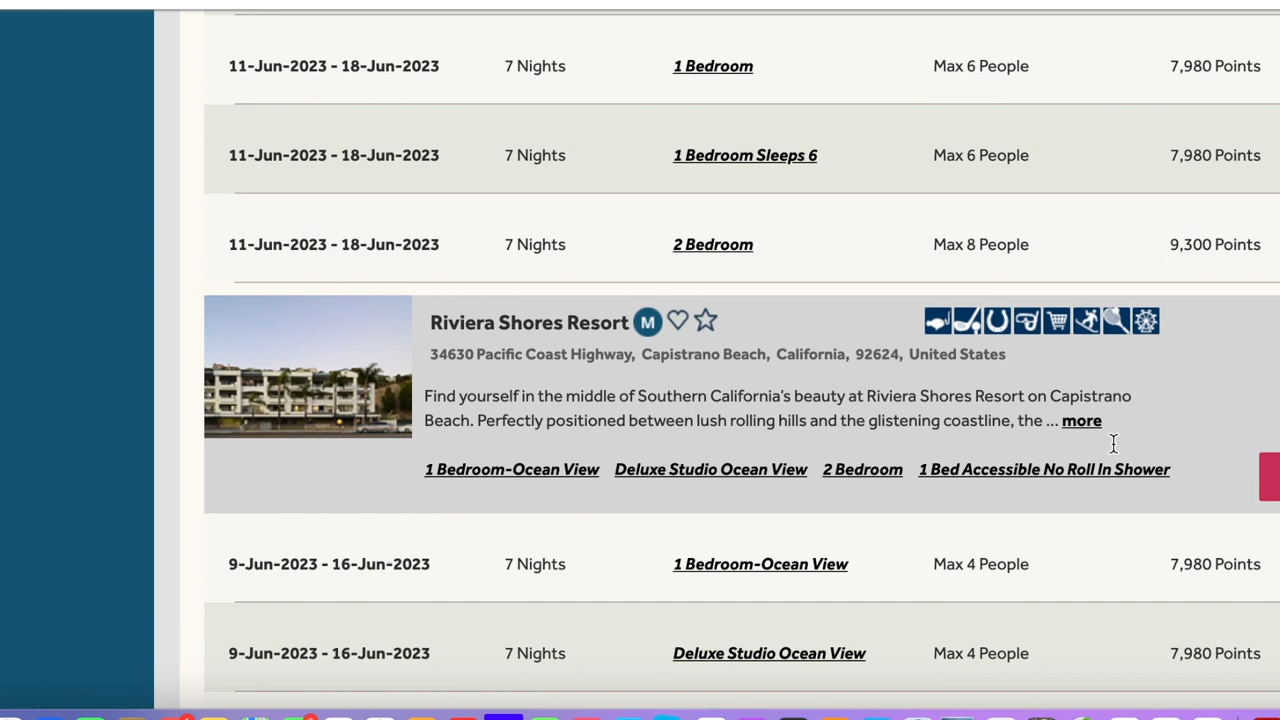 11-Jun-2023 - 18-Jun-2023 7 Nights 1 Bedroom Max 6 People 7,980 Points
11-Jun-2023 - 18-Jun-2023 7 Nights 1 Bedroom Sleeps 6 Max 6 People 7,980 Points
11-Jun-2023 - 18-Jun-2023 7 Nights 2 Bedroom Max 8 People 9,300 Points
Riviera Shores Resort M
34630 Pacific Coast Highway, Capistrano Beach, California, 92624, United States
Find yourself in the middle of Southern California's beauty at Riviera Shores Resort on Capistrano
Beach. Perfectly positioned between lush rolling hills and the glistening coastline, the ... more
1 Bedroom-Ocean View Deluxe Studio Ocean View 2 Bedroom 1 Bed Accessible No Roll In Shower
9-Jun-2023 - 16-Jun-2023 7 Nights 1 Bedroom-Ocean View Max 4 People 7,980 Points
9-Jun-2023 - 16-Jun-2023 7 Nights Deluxe Studio Ocean View Max 4 People 7,980 Points